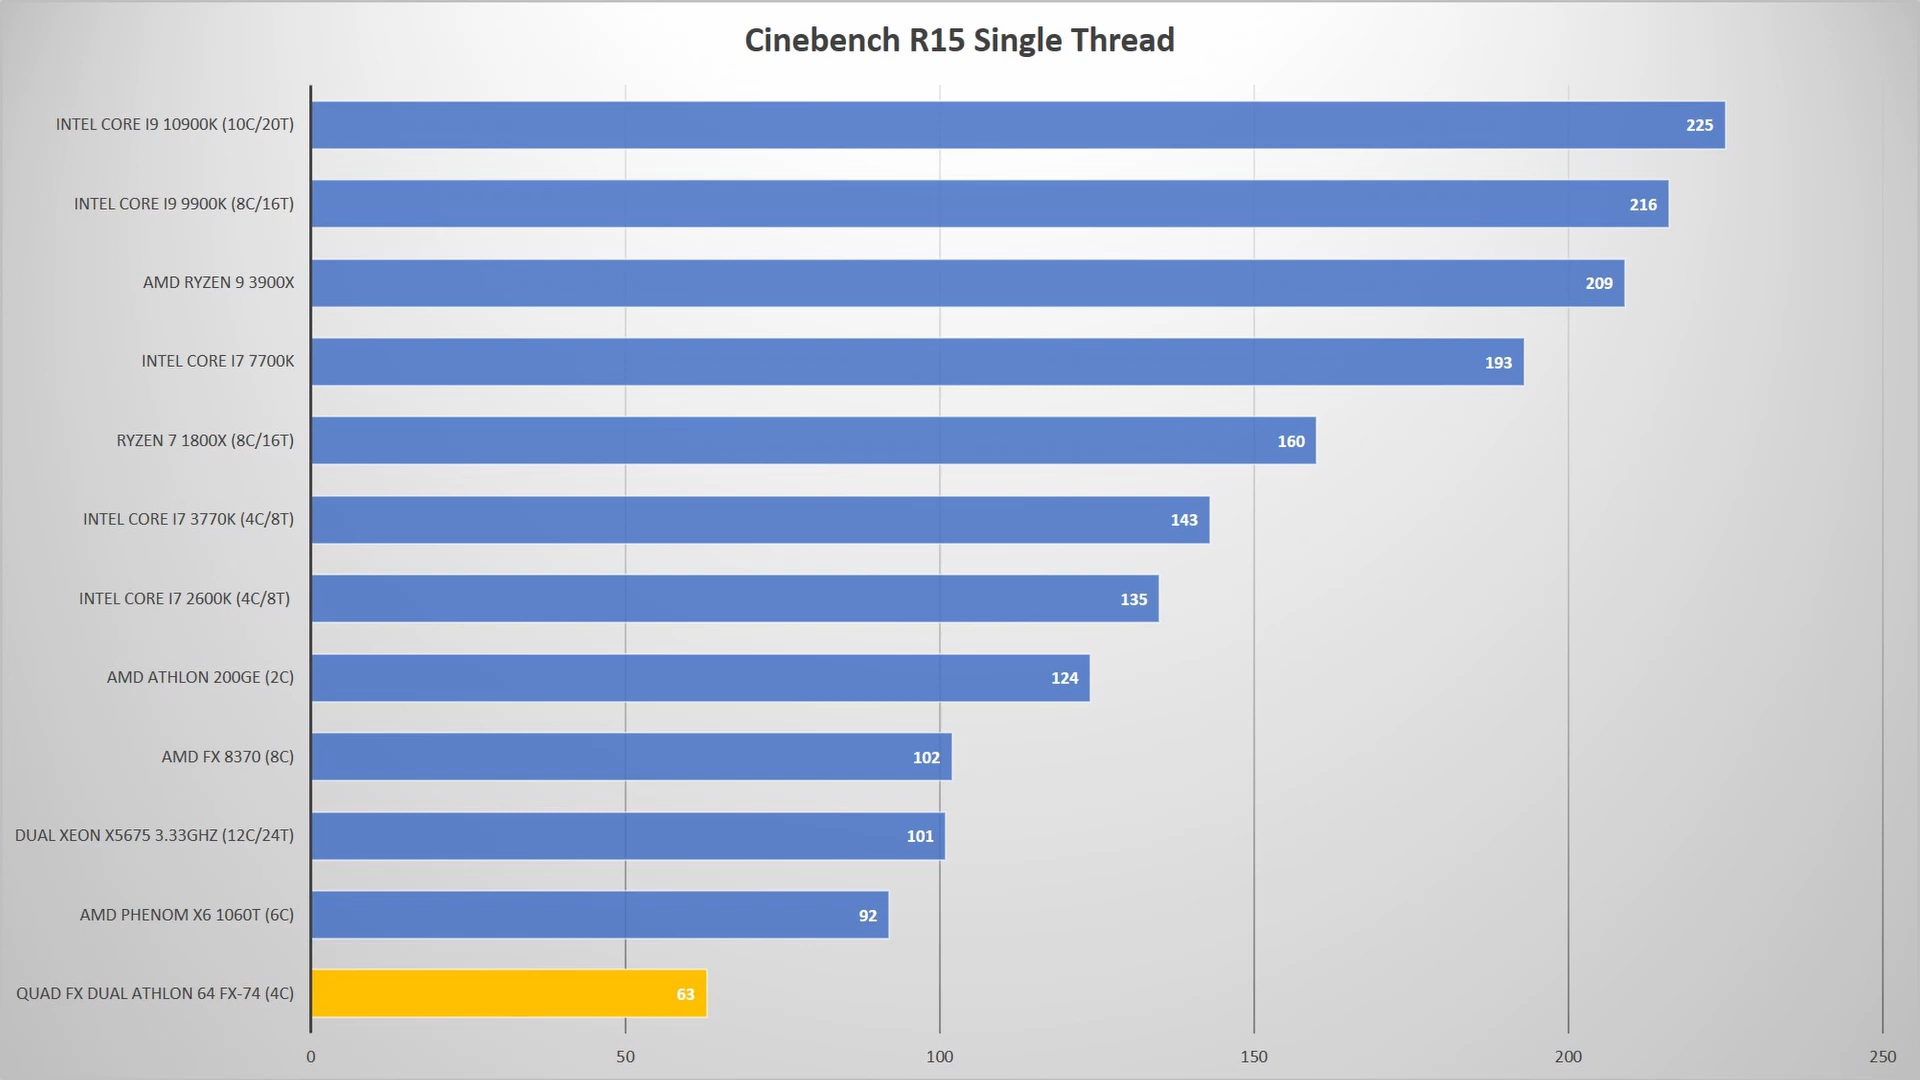 Cinebench R15 Single Thread
INTEL CORE I9 10900K (10C/20T) 225
INTEL CORE I9 9900K (8C/16T) 216
AMD RYZEN 9 3900X 209
INTEL CORE I7 7700K 193
RYZEN 7 1800X (8C/16T) 160
INTEL CORE I7 3770K (4C/8T) 143
INTEL CORE I7 2600K (4C/8T) 135
AMD ATHLON 200GE (2C) 124
AMD FX 8370 (8C) 102
DUAL XEON X5675 3.33GHZ (12C/24T) 101
AMD PHENOM X6 1060T (6C) 92
QUAD FX DUAL ATHLON 64 FX-74 (4C) 63
0 50 100 150 200 250